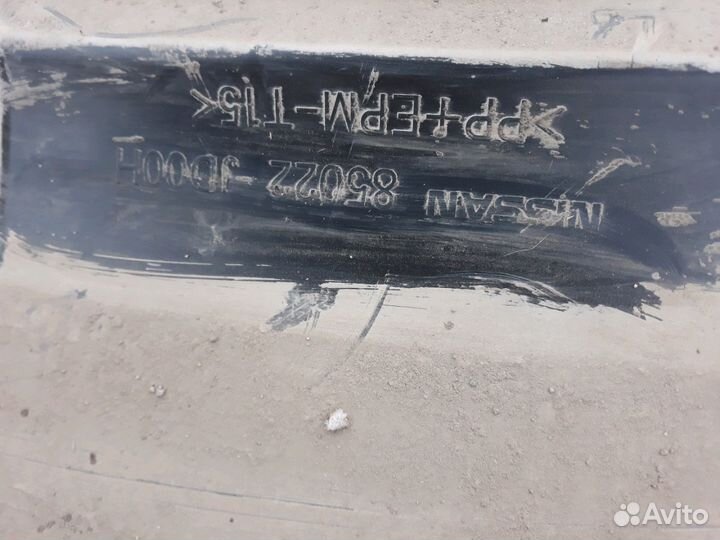 NISSAN 85022 -JD00H
>PP+EPM-T15<
Avito